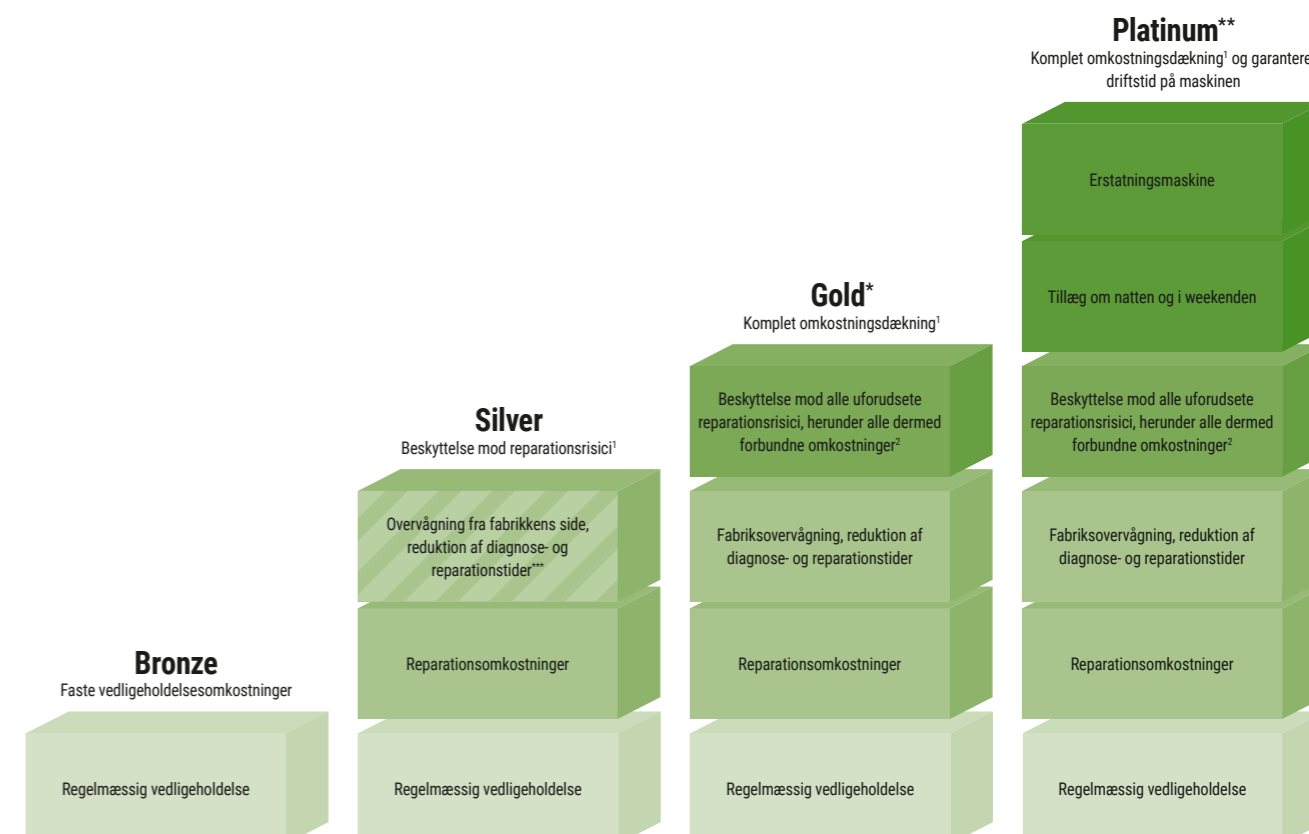 Platinum**
Komplet omkostningsdækning¹ og garantere
driftstid på maskinen
Erstatningsmaskine
Tillæg om natten og i weekenden
Beskyttelse mod alle uforudsete
reparationsrisici, herunder alle dermed
forbundne omkostninger²
Fabriksovervågning, reduktion af
diagnose- og reparationstider
Reparationsomkostninger
Regelmæssig vedligeholdelse
Gold*
Komplet omkostningsdækning¹
Beskyttelse mod alle uforudsete
reparationsrisici, herunder alle dermed
forbundne omkostninger²
Fabriksovervågning, reduktion af
diagnose- og reparationstider
Reparationsomkostninger
Regelmæssig vedligeholdelse
Silver
Beskyttelse mod reparationsrisici¹
Overvågning fra fabrikkens side,
reduktion af diagnose- og
reparationstider***
Reparationsomkostninger
Regelmæssig vedligeholdelse
Bronze
Faste vedligeholdelsesomkostninger
Regelmæssig vedligeholdelse